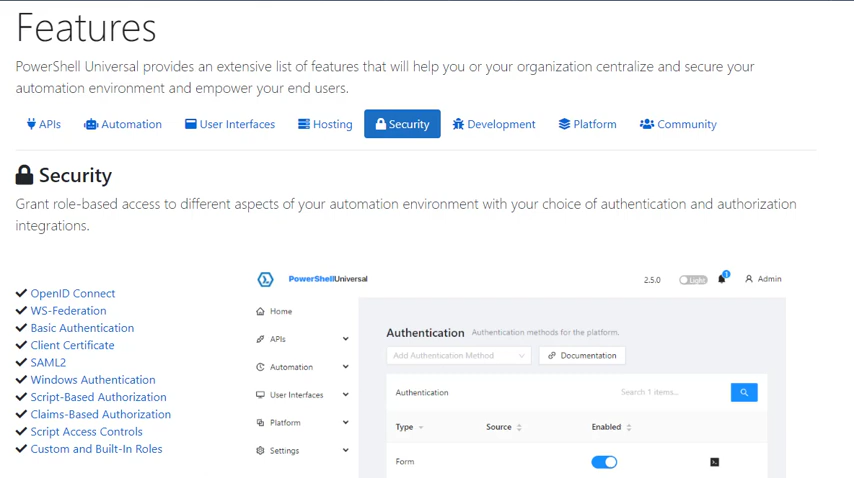 Features
PowerShell Universal provides an extensive list of features that will help you or your organization centralize and secure your
automation environment and empower your end users.
APIs Automation User Interfaces Hosting Security Development Platform Community
Security
Grant role-based access to different aspects of your automation environment with your choice of authentication and authorization
integrations.
OpenID Connect
WS-Federation
Basic Authentication
Client Certificate
SAML2
Windows Authentication
Script-Based Authorization
Claims-Based Authorization
Script Access Controls
Custom and Built-In Roles
PowerShellUniversal 2.5.0 Light 1 Admin
Home
APIs
Automation
User Interfaces
Platform
Settings
Authentication Authentication methods for the platform.
Add Authentication Method Documentation
Authentication Search 1 items...
Type Source Enabled
Form